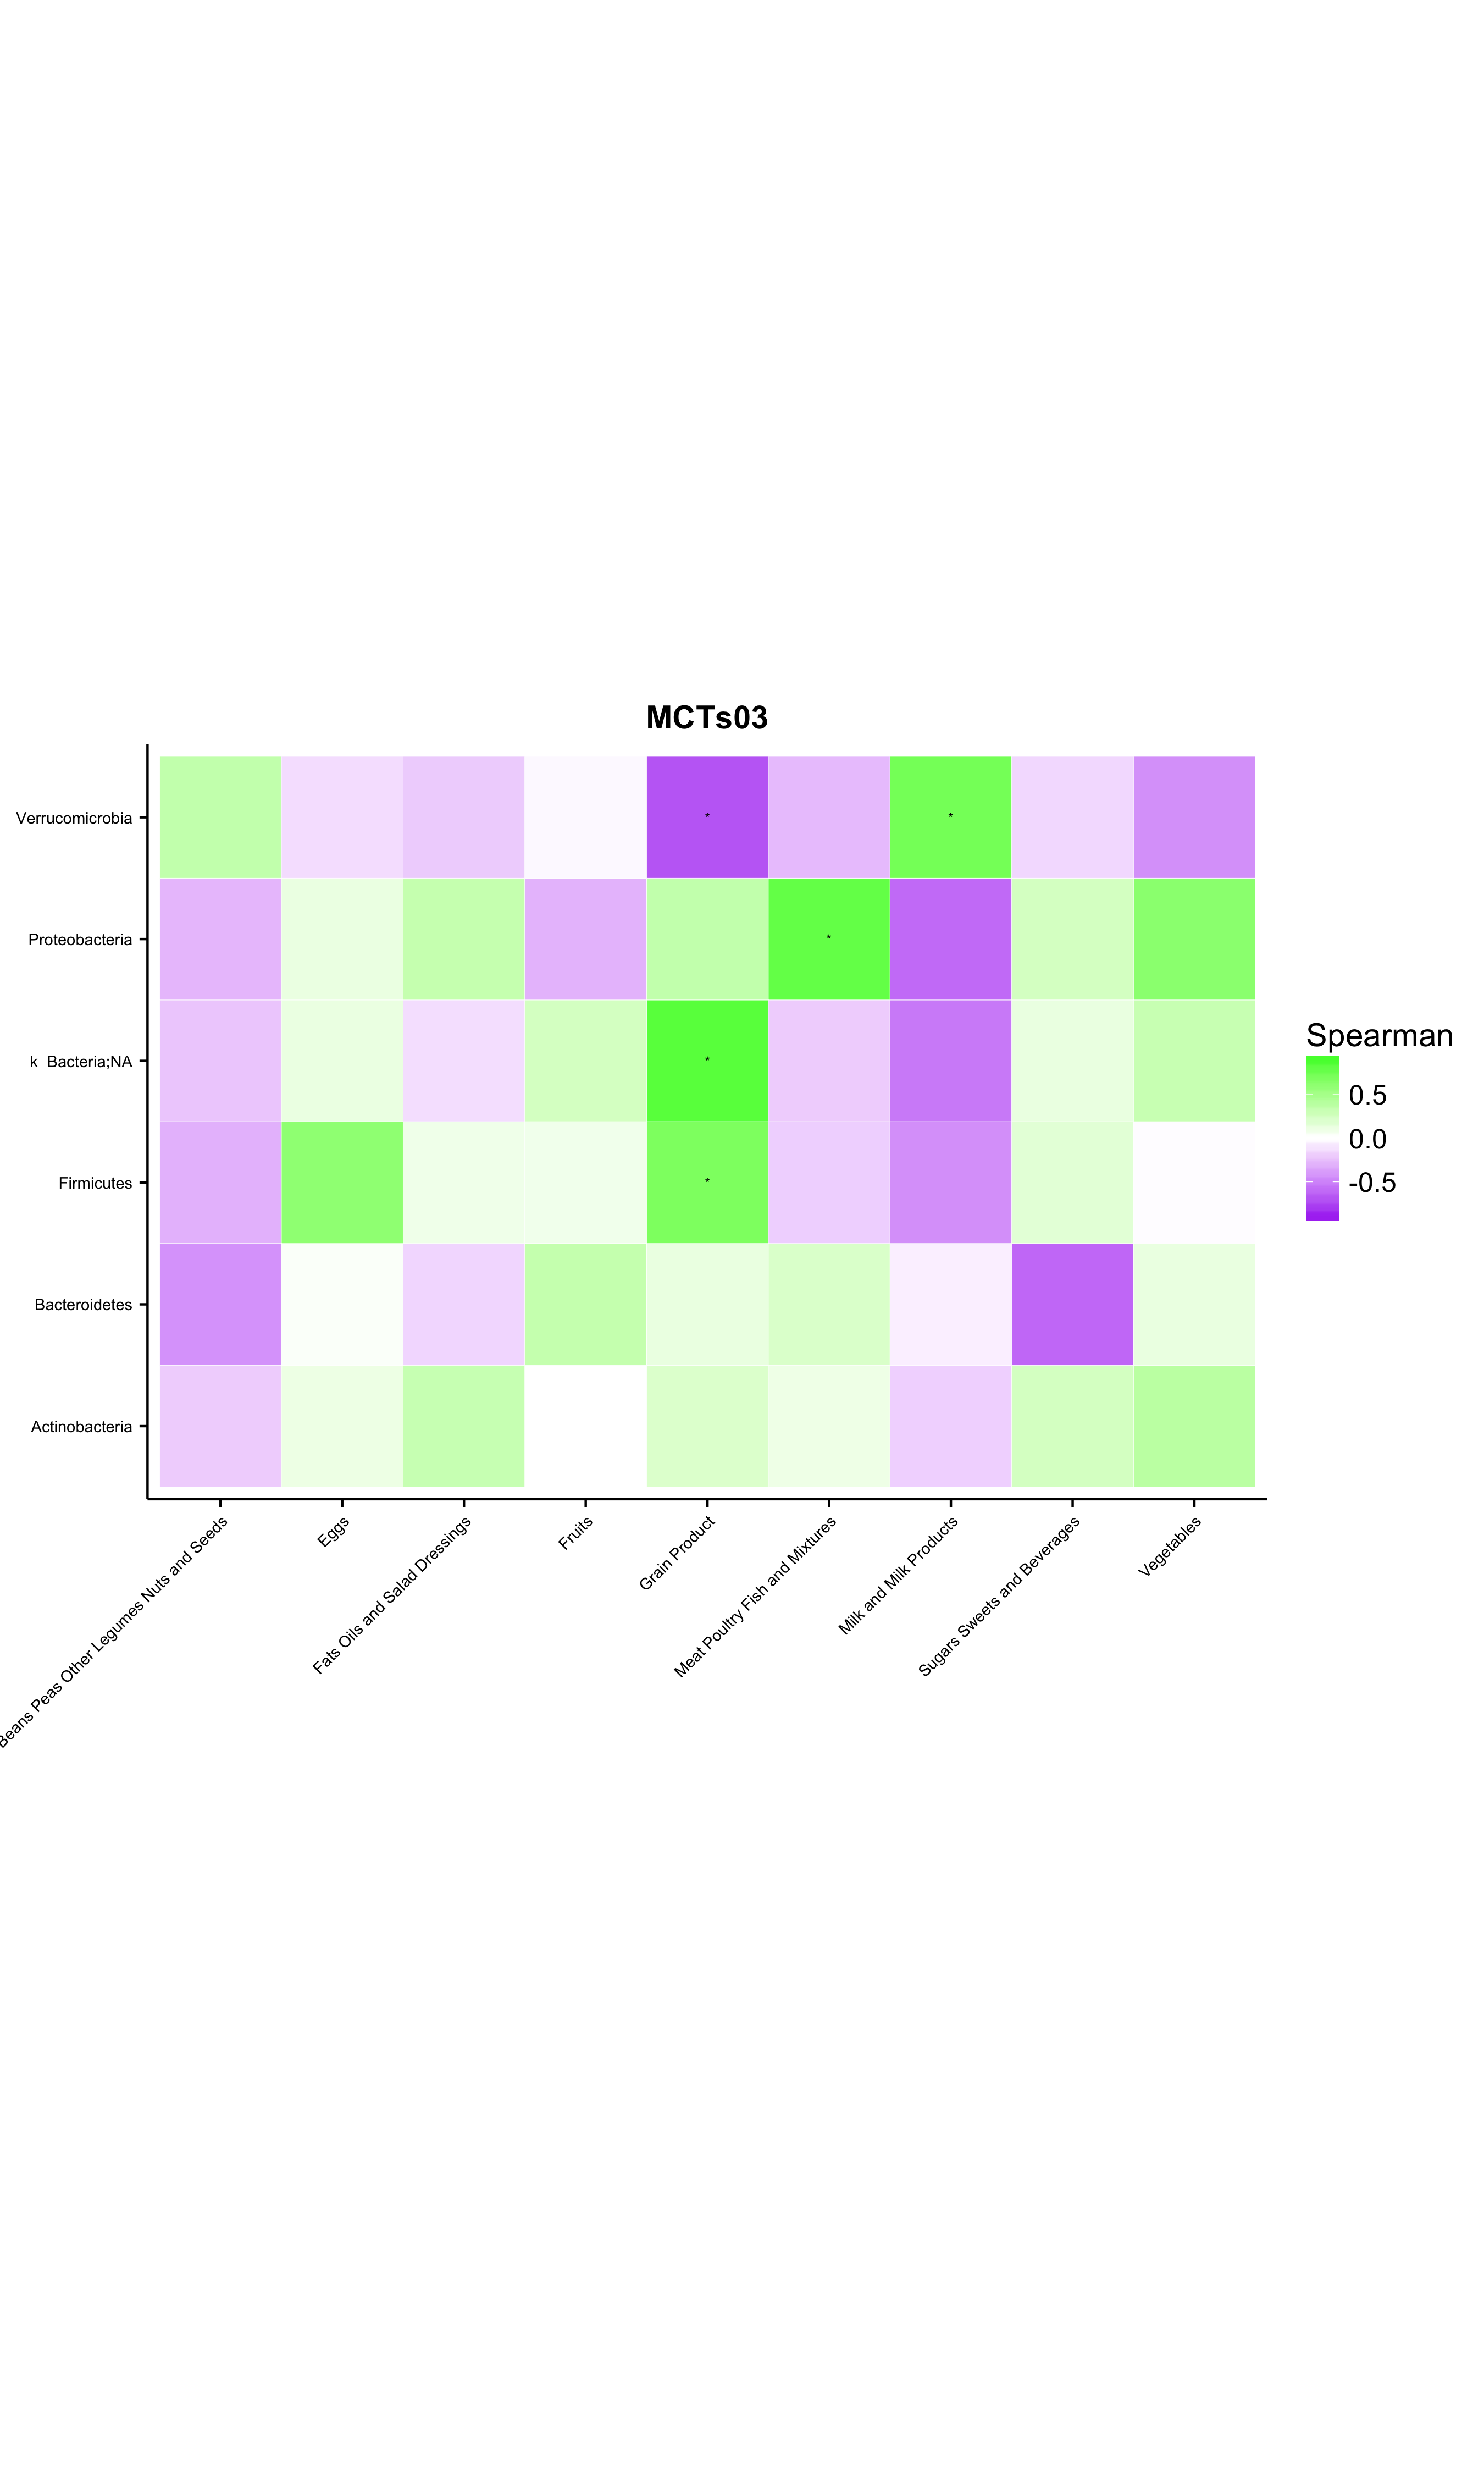 MCTs03
Verrucomicrobia
*
*
Proteobacteria
*
k Bacteria;NA
*
Firmicutes
*
Bacteroidetes
Actinobacteria
Beans Peas Other Legumes Nuts and Seeds
Eggs
Fats Oils and Salad Dressings
Fruits
Grain Product
Meat Poultry Fish and Mixtures
Milk and Milk Products
Sugars Sweets and Beverages
Vegetables
Spearman
0.5
0.0
-0.5